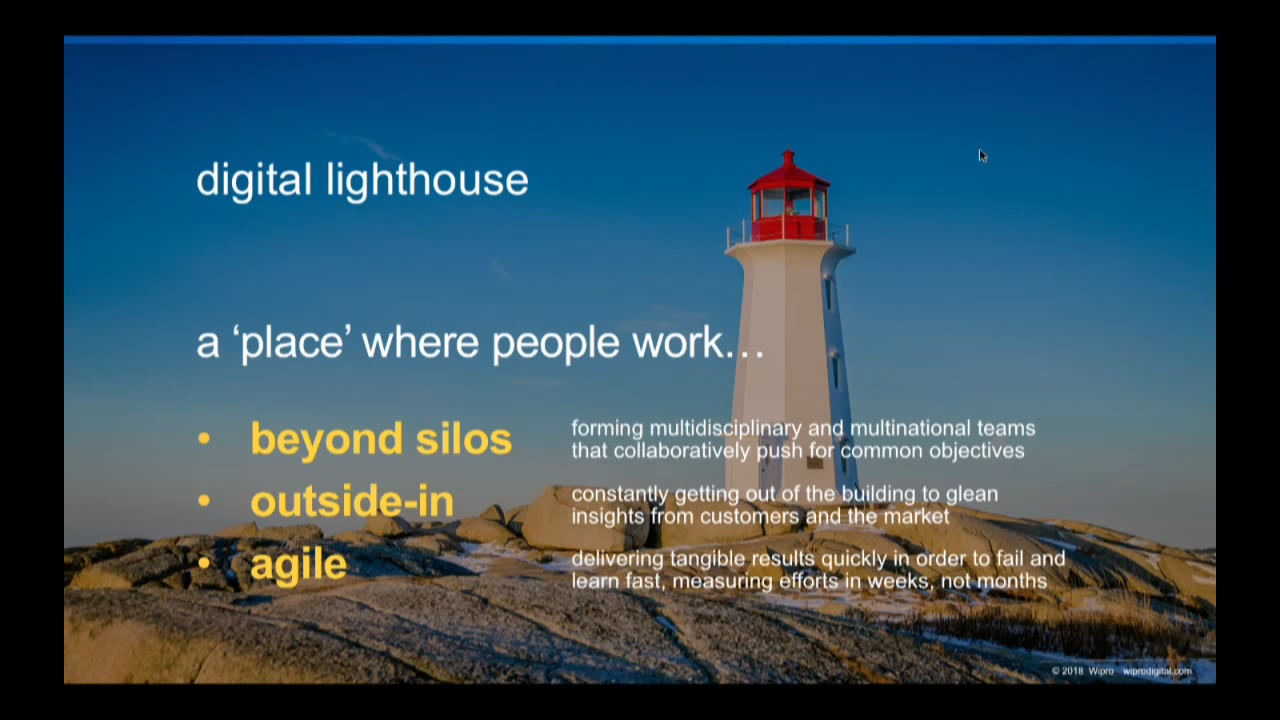 digital lighthouse
a ‘place’ where people work…
• beyond silos
forming multidisciplinary and multinational teams
that collaboratively push for common objectives
• outside-in
constantly getting out of the building to glean
insights from customers and the market
• agile
delivering tangible results quickly in order to fail and
learn fast, measuring efforts in weeks, not months
© 2018 Wipro wiprodigital.com